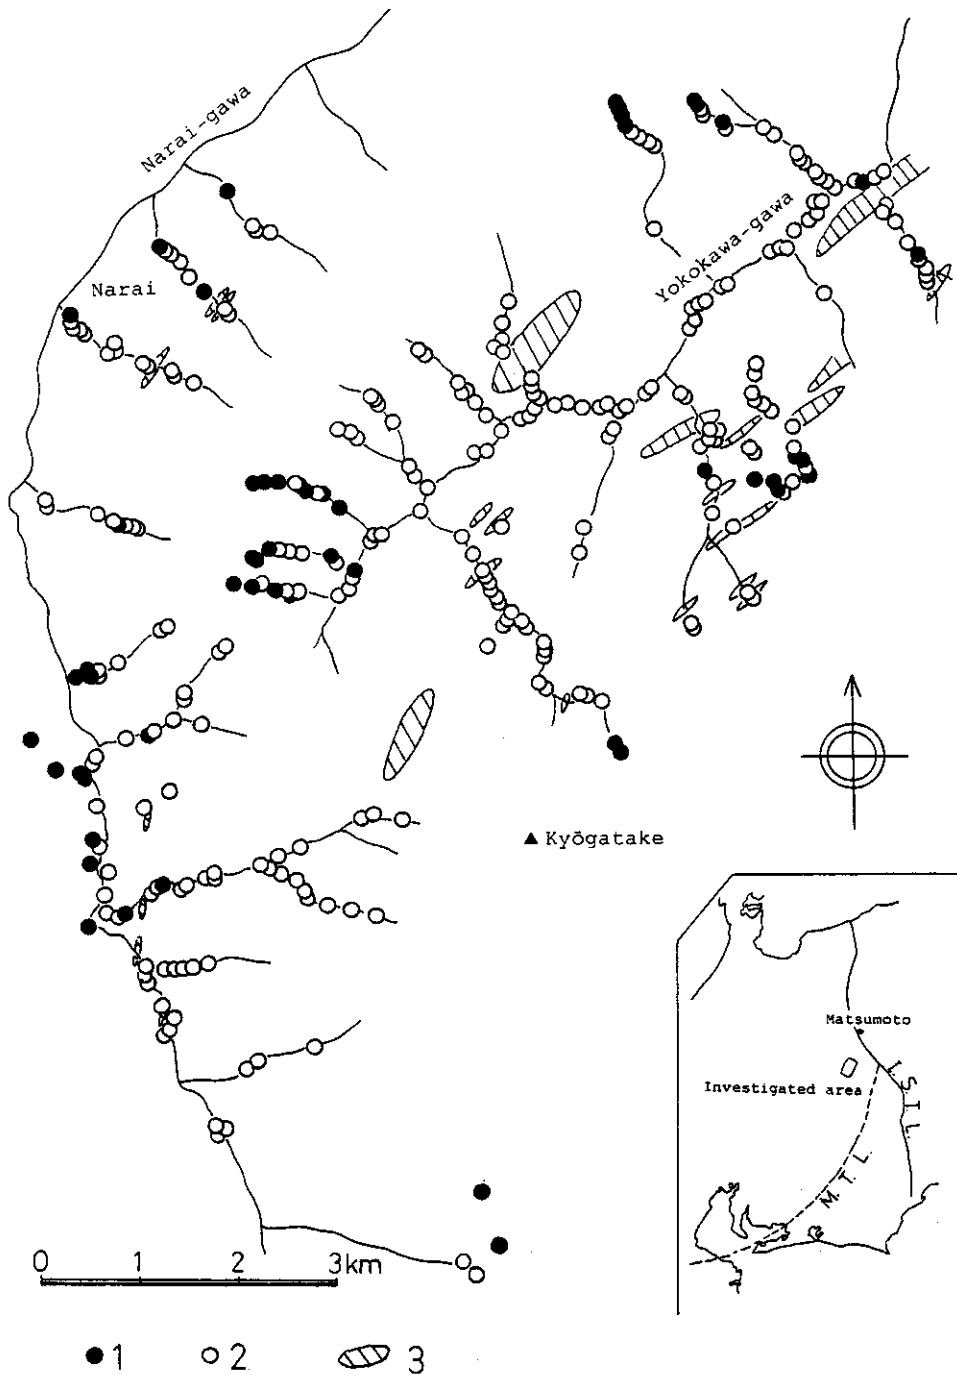 Narai-gawa
Narai
Yokokawa-gawa
▲ Kyōgatake
Matsumoto
Investigated area
I. S. T. L.
M. T. L.
0 1 2 3km
1 2 3